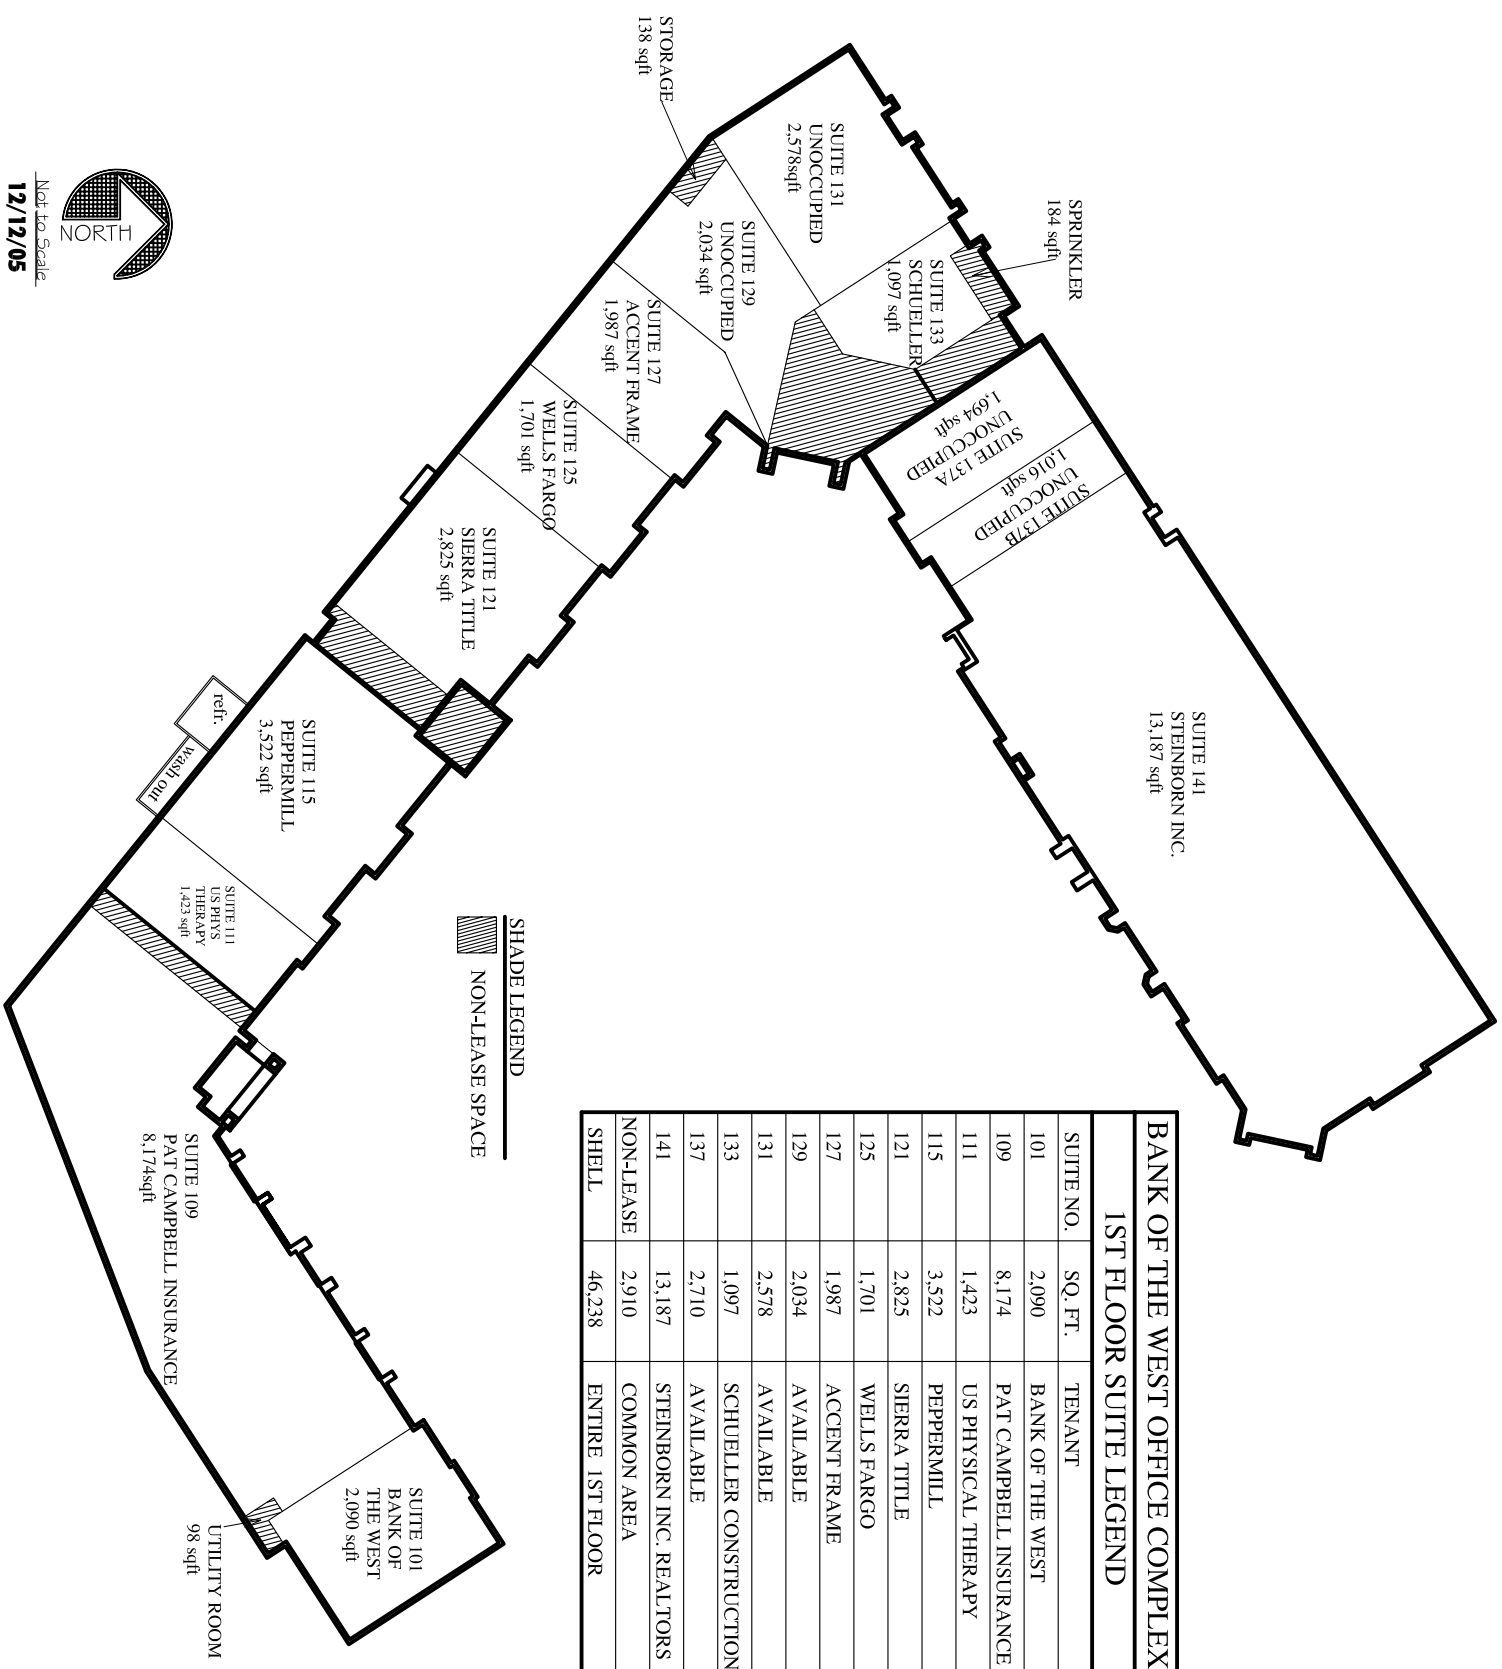 BANK OF THE WEST OFFICE COMPLEX
1ST FLOOR SUITE LEGEND
SUITE NO. SQ. FT. TENANT
101 2,090 BANK OF THE WEST
109 8,174 PAT CAMPBELL INSURANCE
111 1,423 US PHYSICAL THERAPY
115 3,522 PEPPERMILL
121 2,825 SIERRA TITLE
125 1,701 WELLS FARGO
127 1,987 ACCENT FRAME
129 2,034 AVAILABLE
131 2,578 AVAILABLE
133 1,097 SCHUELLER CONSTRUCTION
137 2,710 AVAILABLE
141 13,187 STEINBORN INC. REALTORS
NON-LEASE 2,910 COMMON AREA
SHELL 46,238 ENTIRE 1ST FLOOR
SUITE 141
STEINBORN INC.
13,187 sqft
SPRINKLER
184 sqft
SUITE 137B
UNOCCUPIED
1,016 sqft
SUITE 137A
UNOCCUPIED
1,694 sqft
SUITE 133
SCHUELLER
1,097 sqft
SUITE 131
UNOCCUPIED
2,578sqft
SUITE 129
UNOCCUPIED
2,034 sqft
STORAGE
138 sqft
SUITE 127
ACCENT FRAME
1,987 sqft
SUITE 125
WELLS FARGO
1,701 sqft
SUITE 121
SIERRA TITLE
2,825 sqft
SHADE LEGEND
NON-LEASE SPACE
SUITE 115
PEPPERMILL
3,522 sqft
refr.
wash out
SUITE 111
US PHYS
THERAPY
1,423 sqft
SUITE 109
PAT CAMPBELL INSURANCE
8,174sqft
SUITE 101
BANK OF
THE WEST
2,090 sqft
UTILITY ROOM
98 sqft
NORTH
Not to Scale
12/12/05